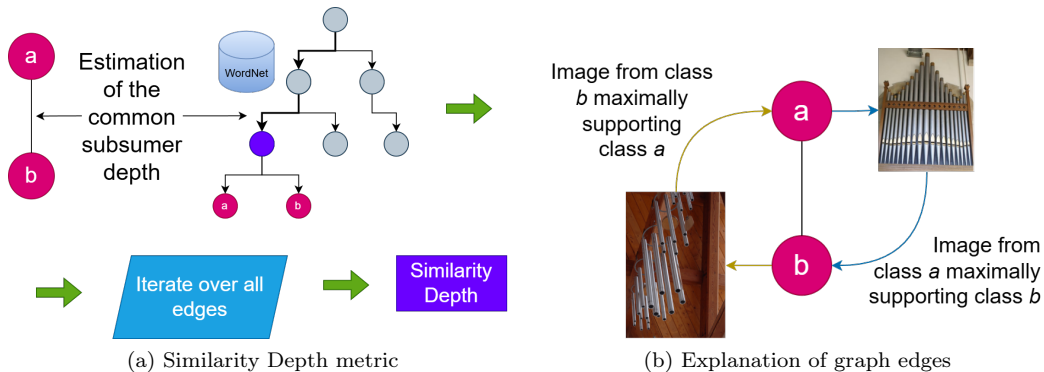 a
b
Estimation
of the
common
subsumer
depth
WordNet
a
b
Iterate over all
edges
Similarity
Depth
(a) Similarity Depth metric
Image from class
b maximally
supporting
class a
a
b
Image from
class a maximally
supporting class b
(b) Explanation of graph edges